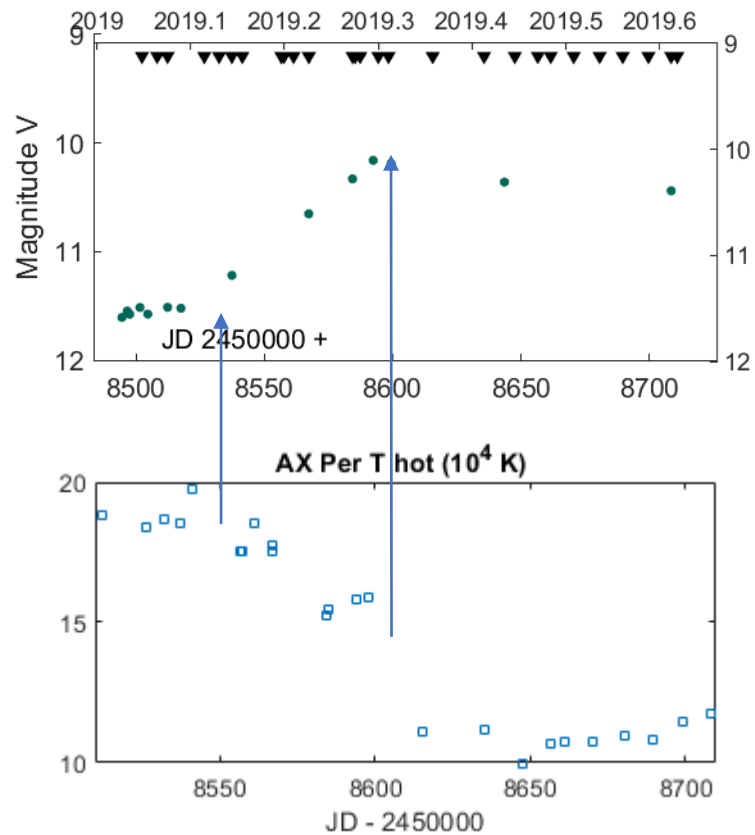 2019 2019.1 2019.2 2019.3 2019.4 2019.5 2019.6
9 9
10 10
11 11
12 12
Magnitude V
JD 2450000 +
8500 8550 8600 8650 8700
AX Per T hot (10^4 K)
20
15
10
8550 8600 8650 8700
JD - 2450000